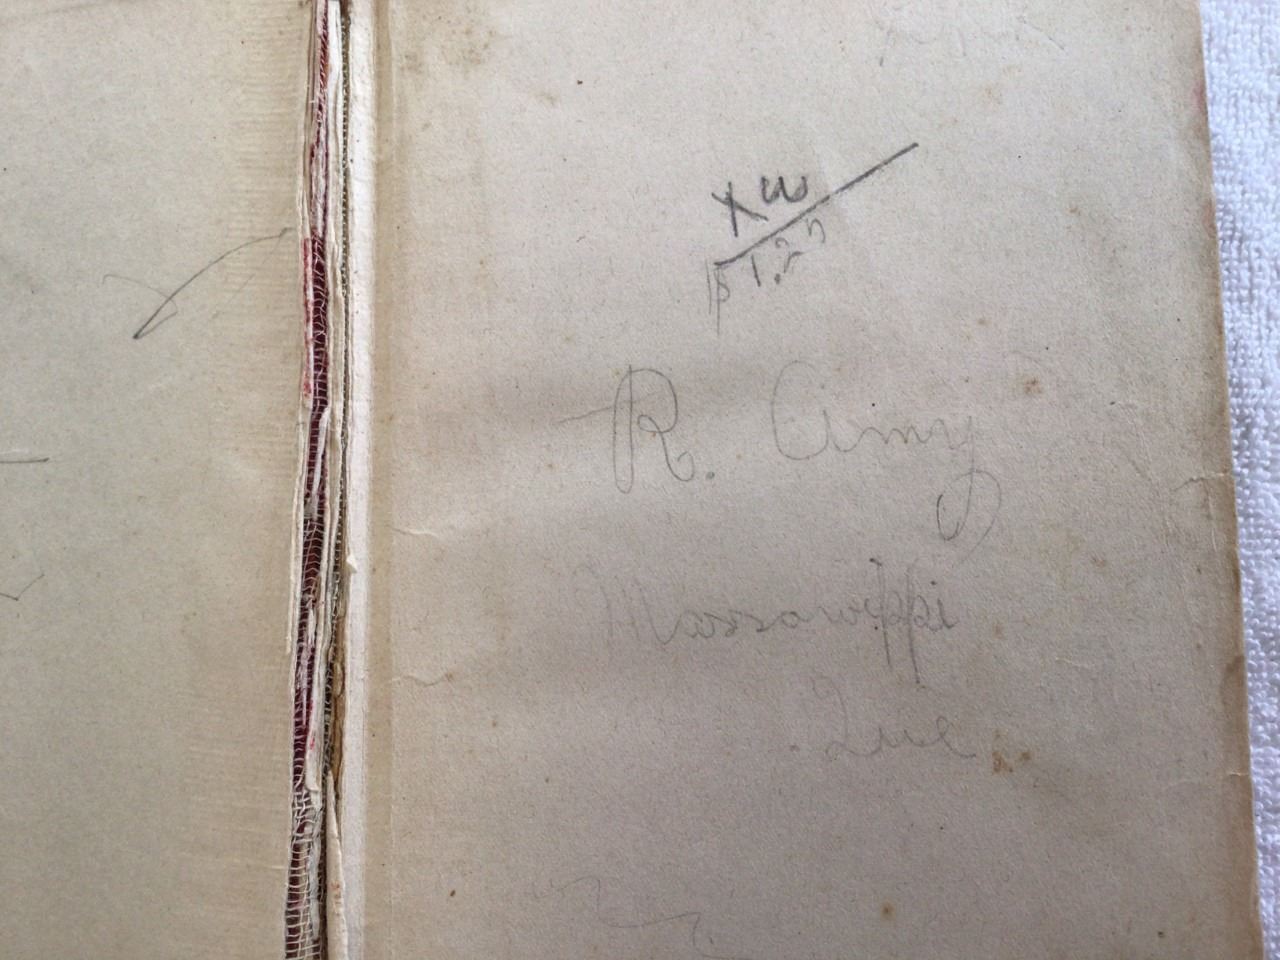 xw
$1.25
R. Amy
Massawippi
Que